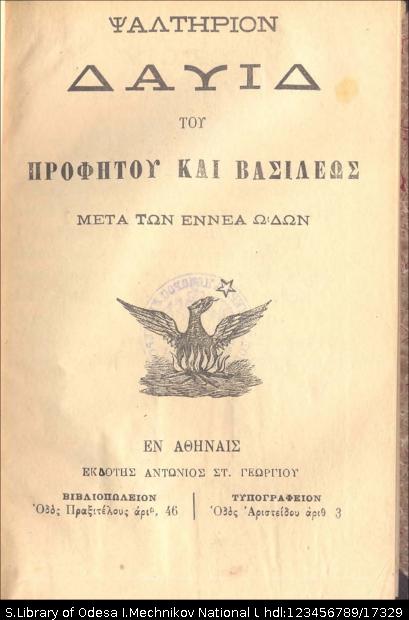 ΨΑΛΤΗΡΙΟΝ
ΔΑΥΙΔ
ΤΟΥ
ΠΡΟΦΗΤΟΥ ΚΑΙ ΒΑΣΙΛΕΩΣ
ΜΕΤΑ ΤΩΝ ΕΝΝΕΑ ΩΔΩΝ
ΕΝ ΑΘΗΝΑΙΣ
ΕΚΔΟΤΗΣ ΑΝΤΩΝΙΟΣ ΣΤ. ΓΕΩΡΓΙΟΥ
ΒΙΒΛΙΟΠΩΛΕΙΟΝ
Ὁδὸς Πραξιτέλους ἀριθ. 46
ΤΥΠΟΓΡΑΦΕΙΟΝ
Ὁδὸς Ἀριστείδου ἀριθ 3
S.Library of Odesa I.Mechnikov National U hdl:123456789/17329